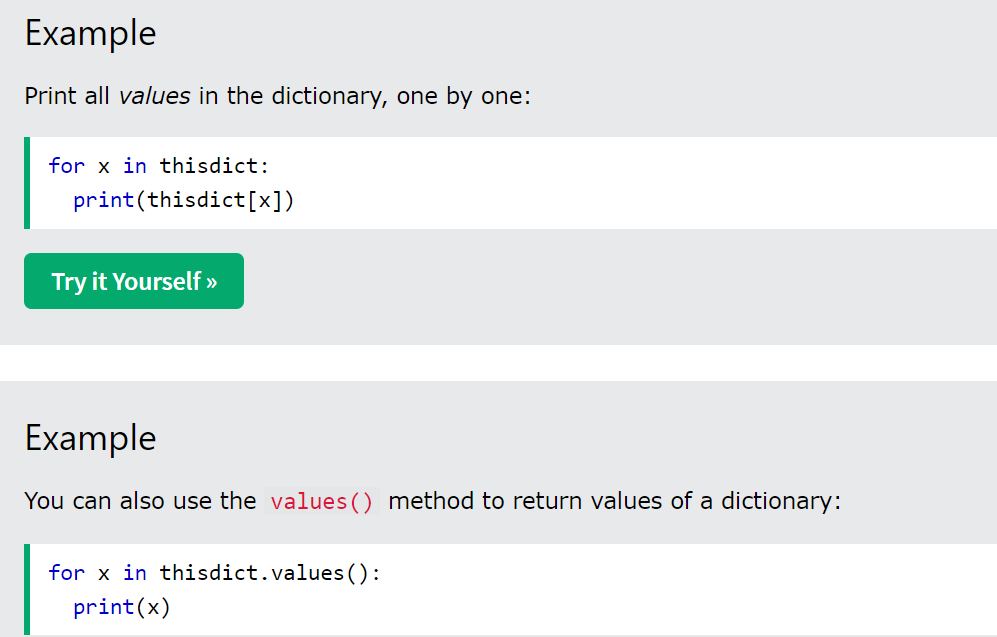 Example
Print all values in the dictionary, one by one:
for x in thisdict:
  print(thisdict[x])
Try it Yourself »
Example
You can also use the values() method to return values of a dictionary:
for x in thisdict.values():
  print(x)